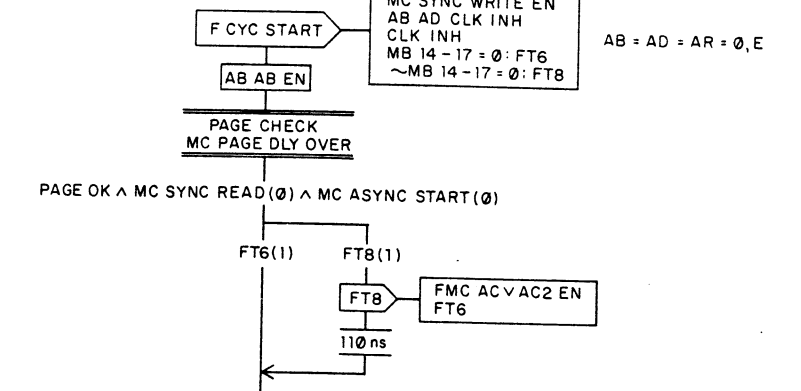 MC SYNC WRITE EN
F CYC START
AB AD CLK INH
CLK INH
AB = AD = AR = Ø, E
MB 14-17 = Ø: FT6
~MB 14-17 = Ø: FT8
AB AB EN
PAGE CHECK
MC PAGE DLY OVER
PAGE OK ∧ MC SYNC READ (Ø) ∧ MC ASYNC START (Ø)
FT6(1)
FT8(1)
FT8
FMC AC ∨ AC2 EN
FT6
11Ø ns